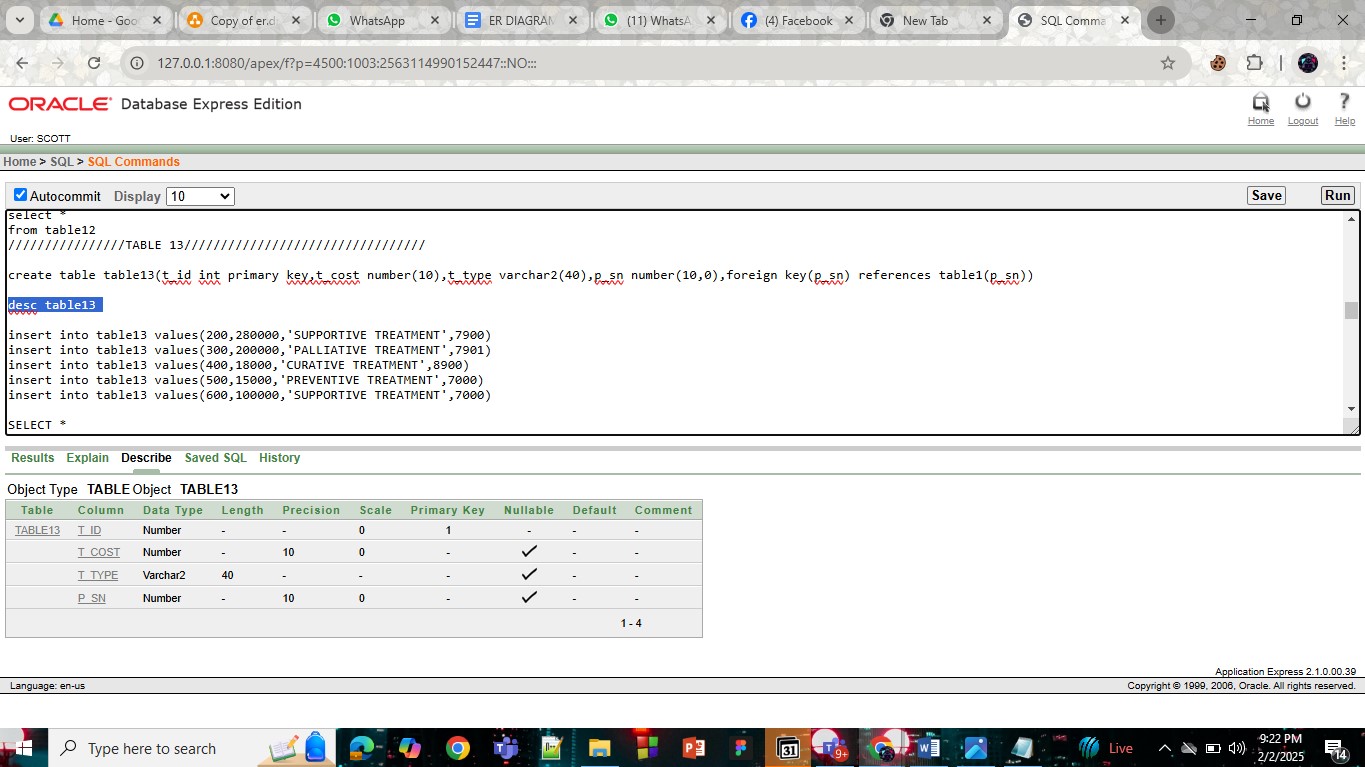 Home - Goo
Copy of er.d
WhatsApp
ER DIAGRAM
(11) WhatsA
(4) Facebook
New Tab
SQL Comma
127.0.0.1:8080/apex/f?p=4500:1003:2563114990152447::NO:::
ORACLE Database Express Edition
Home
Logout
? Help
User: SCOTT
Home > SQL > SQL Commands
Autocommit Display 10
Save
Run
select *
from table12
////////////////TABLE 13/////////////////////////////////
create table table13(t_id int primary key,t_cost number(10),t_type varchar2(40),p_sn number(10,0),foreign key(p_sn) references table1(p_sn))
desc table13
insert into table13 values(200,280000,'SUPPORTIVE TREATMENT',7900)
insert into table13 values(300,200000,'PALLIATIVE TREATMENT',7901)
insert into table13 values(400,18000,'CURATIVE TREATMENT',8900)
insert into table13 values(500,15000,'PREVENTIVE TREATMENT',7000)
insert into table13 values(600,100000,'SUPPORTIVE TREATMENT',7000)
SELECT *
Results Explain Describe Saved SQL History
Object Type TABLE Object TABLE13
Table Column Data Type Length Precision Scale Primary Key Nullable Default Comment
TABLE13 T_ID Number - - 0 1 - - -
T_COST Number - 10 0 - ✓ - -
T_TYPE Varchar2 40 - - - ✓ - -
P_SN Number - 10 0 - ✓ - -
1 - 4
Application Express 2.1.0.00.39
Language: en-us
Copyright © 1999, 2006, Oracle. All rights reserved.
Type here to search
31
9+
Live
9:22 PM
2/2/2025
14